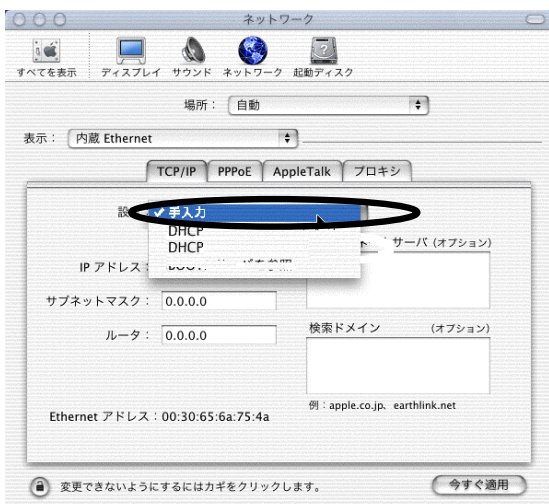 ネットワーク
すべてを表示
ディスプレイ
サウンド
ネットワーク
起動ディスク
場所：
自動
表示：
内蔵 Ethernet
TCP/IP
PPPoE
AppleTalk
プロキシ
設
手入力
DHCP
DHCP
サーバ (オプション)
IP アドレス：
サブネットマスク：
0.0.0.0
ルータ：
0.0.0.0
検索ドメイン
(オプション)
例：apple.co.jp、earthlink.net
Ethernet アドレス：00:30:65:6a:75:4a
変更できないようにするにはカギをクリックします。
今すぐ適用